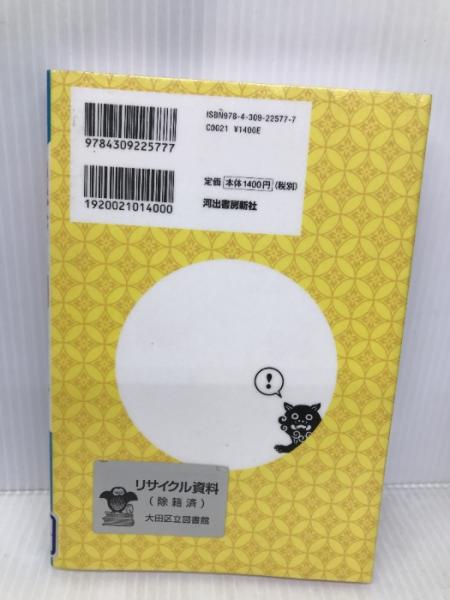 ISBN978-4-309-22577-7
C0021 ¥1400E
9784309225777
定価 本体1400円(税別)
1920021014000
河出書房新社
!
リサイクル資料
(除籍済)
大田区立図書館